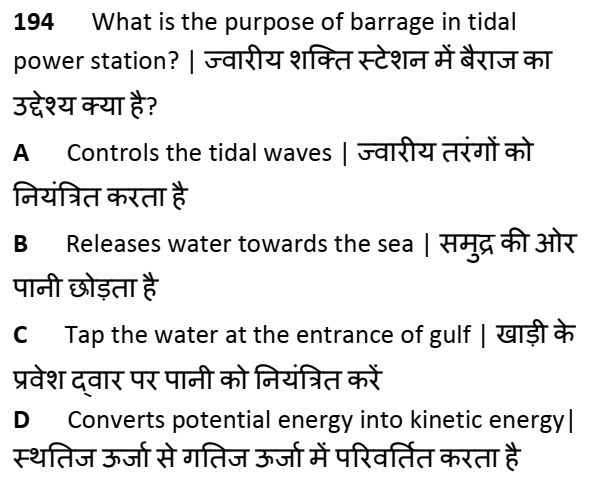 194 What is the purpose of barrage in tidal
power station? | ज्वारीय शक्ति स्टेशन में बैराज का
उद्देश्य क्या है?
A Controls the tidal waves | ज्वारीय तरंगों को
नियंत्रित करता है
B Releases water towards the sea | समुद्र की ओर
पानी छोड़ता है
C Tap the water at the entrance of gulf | खाड़ी के
प्रवेश द्वार पर पानी को नियंत्रित करें
D Converts potential energy into kinetic energy|
स्थतिज ऊर्जा से गतिज ऊर्जा में परिवर्तित करता है